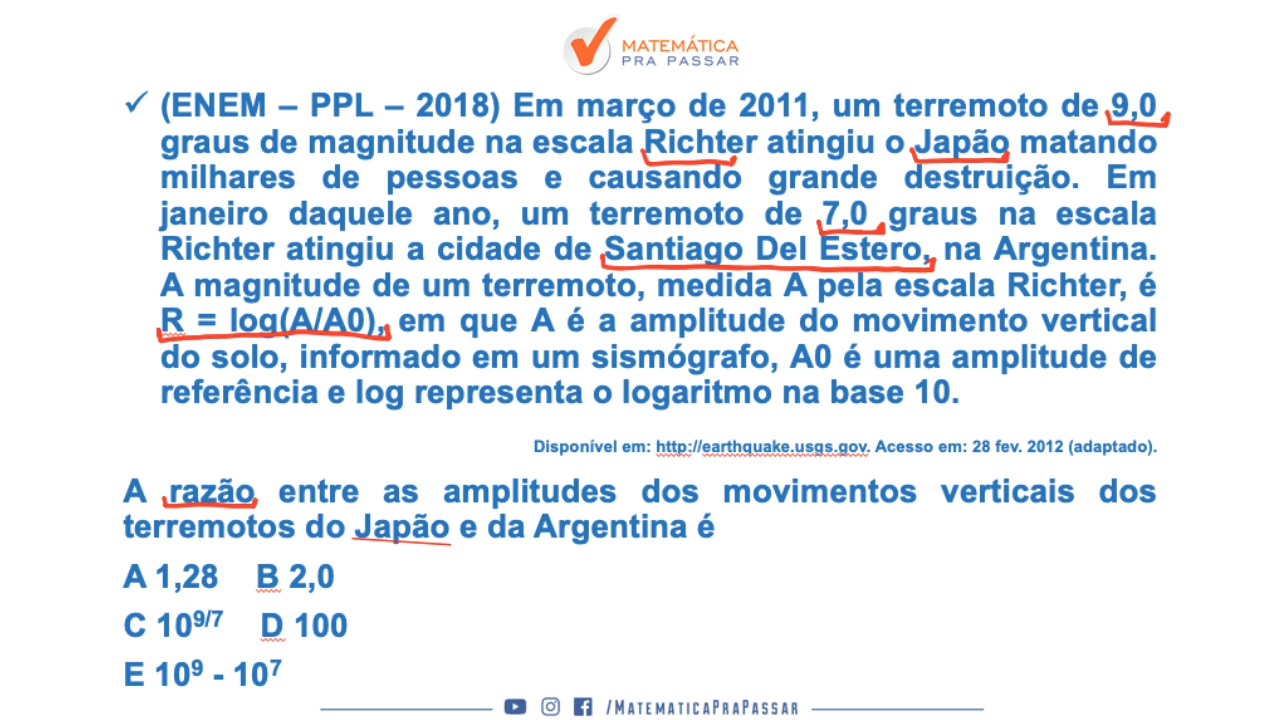 MATEMÁTICA
PRA PASSAR
✓ (ENEM – PPL – 2018) Em março de 2011, um terremoto de 9,0
graus de magnitude na escala Richter atingiu o Japão matando
milhares de pessoas e causando grande destruição. Em
janeiro daquele ano, um terremoto de 7,0 graus na escala
Richter atingiu a cidade de Santiago Del Estero, na Argentina.
A magnitude de um terremoto, medida A pela escala Richter, é
R = log(A/A0), em que A é a amplitude do movimento vertical
do solo, informado em um sismógrafo, A0 é uma amplitude de
referência e log representa o logaritmo na base 10.
Disponível em: http://earthquake.usgs.gov. Acesso em: 28 fev. 2012 (adaptado).
A razão entre as amplitudes dos movimentos verticais dos
terremotos do Japão e da Argentina é
A 1,28 B 2,0
C 10^9/7 D 100
E 10⁹ - 10⁷
/MATEMATICAPRAPASSAR